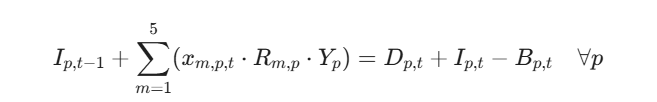 $$I_{p,t-1} + \sum_{m=1}^{5} (x_{m,p,t} \cdot R_{m,p} \cdot Y_p) = D_{p,t} + I_{p,t} - B_{p,t} \quad \forall p$$